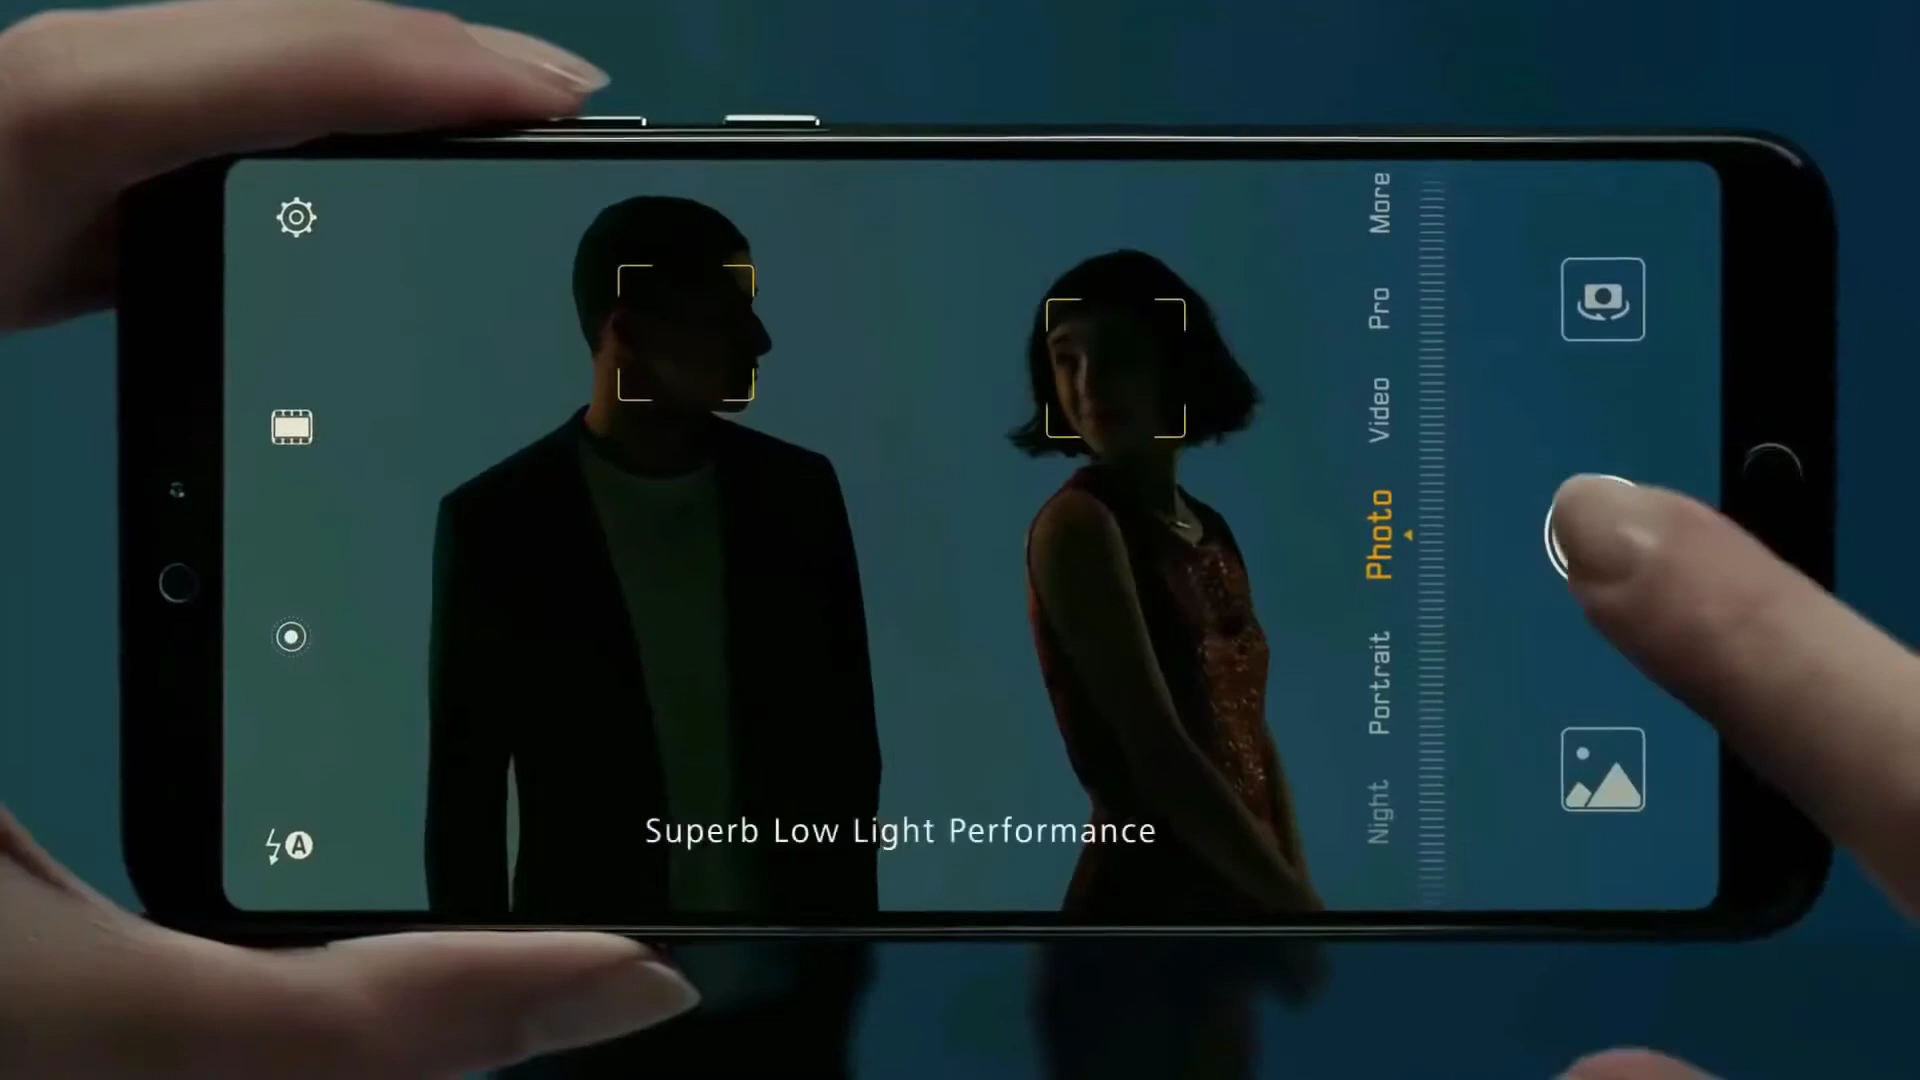 More
Pro
Video
Photo
Portrait
Night
A
Superb Low Light Performance